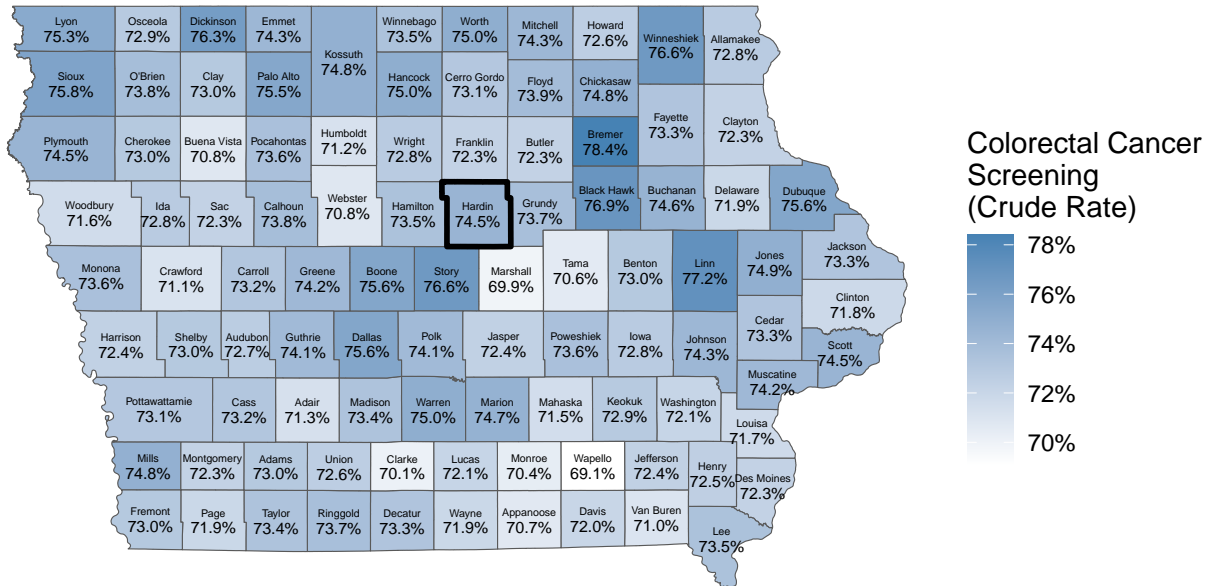 Lyon
75.3%
Osceola
72.9%
Dickinson
76.3%
Emmet
74.3%
Kossuth
74.8%
Winnebago
73.5%
Worth
75.0%
Mitchell
74.3%
Howard
72.6%
Winneshiek
76.6%
Allamakee
72.8%
Sioux
75.8%
O'Brien
73.8%
Clay
73.0%
Palo Alto
75.5%
Hancock
75.0%
Cerro Gordo
73.1%
Floyd
73.9%
Chickasaw
74.8%
Fayette
73.3%
Clayton
72.3%
Plymouth
74.5%
Cherokee
73.0%
Buena Vista
70.8%
Pocahontas
73.6%
Humboldt
71.2%
Wright
72.8%
Franklin
72.3%
Butler
72.3%
Bremer
78.4%
Woodbury
71.6%
Ida
72.8%
Sac
72.3%
Calhoun
73.8%
Webster
70.8%
Hamilton
73.5%
Hardin
74.5%
Grundy
73.7%
Black Hawk
76.9%
Buchanan
74.6%
Delaware
71.9%
Dubuque
75.6%
Monona
73.6%
Crawford
71.1%
Carroll
73.2%
Greene
74.2%
Boone
75.6%
Story
76.6%
Marshall
69.9%
Tama
70.6%
Benton
73.0%
Linn
77.2%
Jones
74.9%
Jackson
73.3%
Clinton
71.8%
Harrison
72.4%
Shelby
73.0%
Audubon
72.7%
Guthrie
74.1%
Dallas
75.6%
Polk
74.1%
Jasper
72.4%
Poweshiek
73.6%
Iowa
72.8%
Johnson
74.3%
Cedar
73.3%
Scott
74.5%
Muscatine
74.2%
Pottawattamie
73.1%
Cass
73.2%
Adair
71.3%
Madison
73.4%
Warren
75.0%
Marion
74.7%
Mahaska
71.5%
Keokuk
72.9%
Washington
72.1%
Louisa
71.7%
Mills
74.8%
Montgomery
72.3%
Adams
73.0%
Union
72.6%
Clarke
70.1%
Lucas
72.1%
Monroe
70.4%
Wapello
69.1%
Jefferson
72.4%
Henry
72.5%
Des Moines
72.3%
Fremont
73.0%
Page
71.9%
Taylor
73.4%
Ringgold
73.7%
Decatur
73.3%
Wayne
71.9%
Appanoose
70.7%
Davis
72.0%
Van Buren
71.0%
Lee
73.5%
Colorectal Cancer
Screening
(Crude Rate)
78%
76%
74%
72%
70%